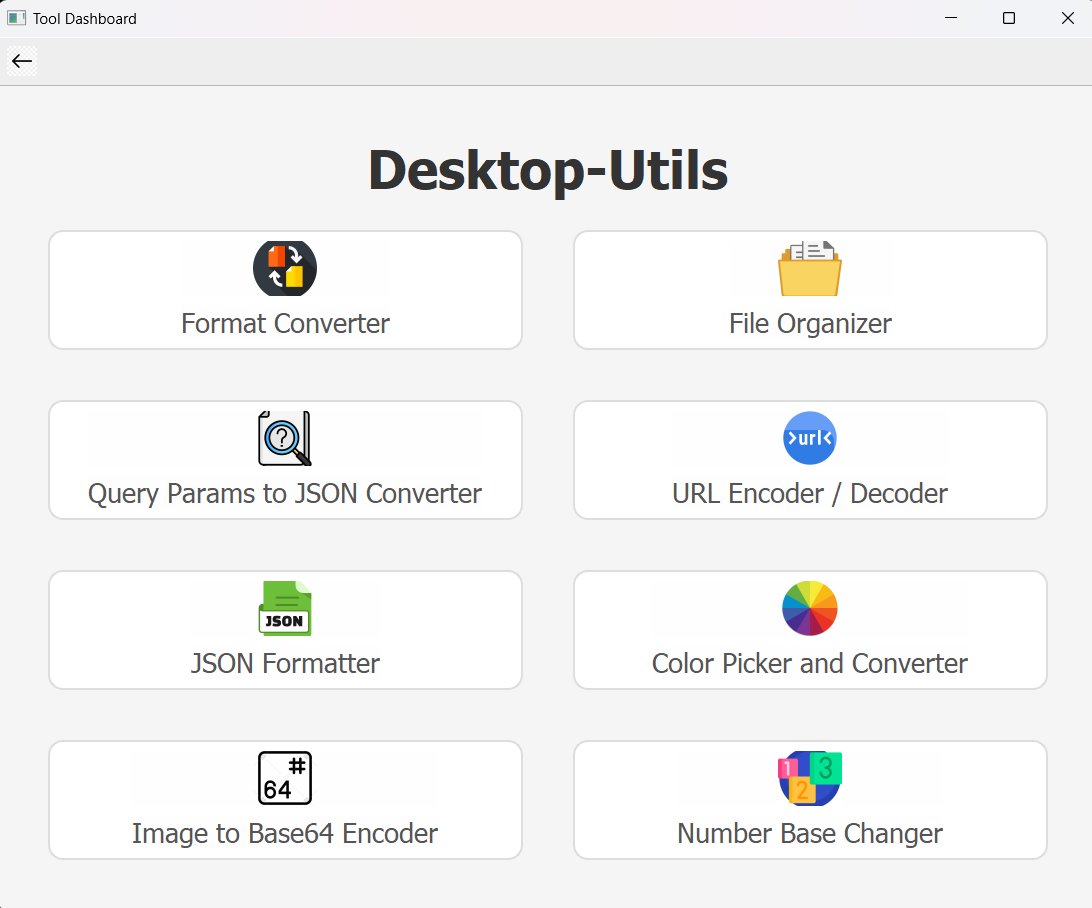 Tool Dashboard
Desktop-Utils
Format Converter
File Organizer
?
Query Params to JSON Converter
>url<
URL Encoder / Decoder
JSON
JSON Formatter
Color Picker and Converter
#
64
Image to Base64 Encoder
1
3
2
Number Base Changer